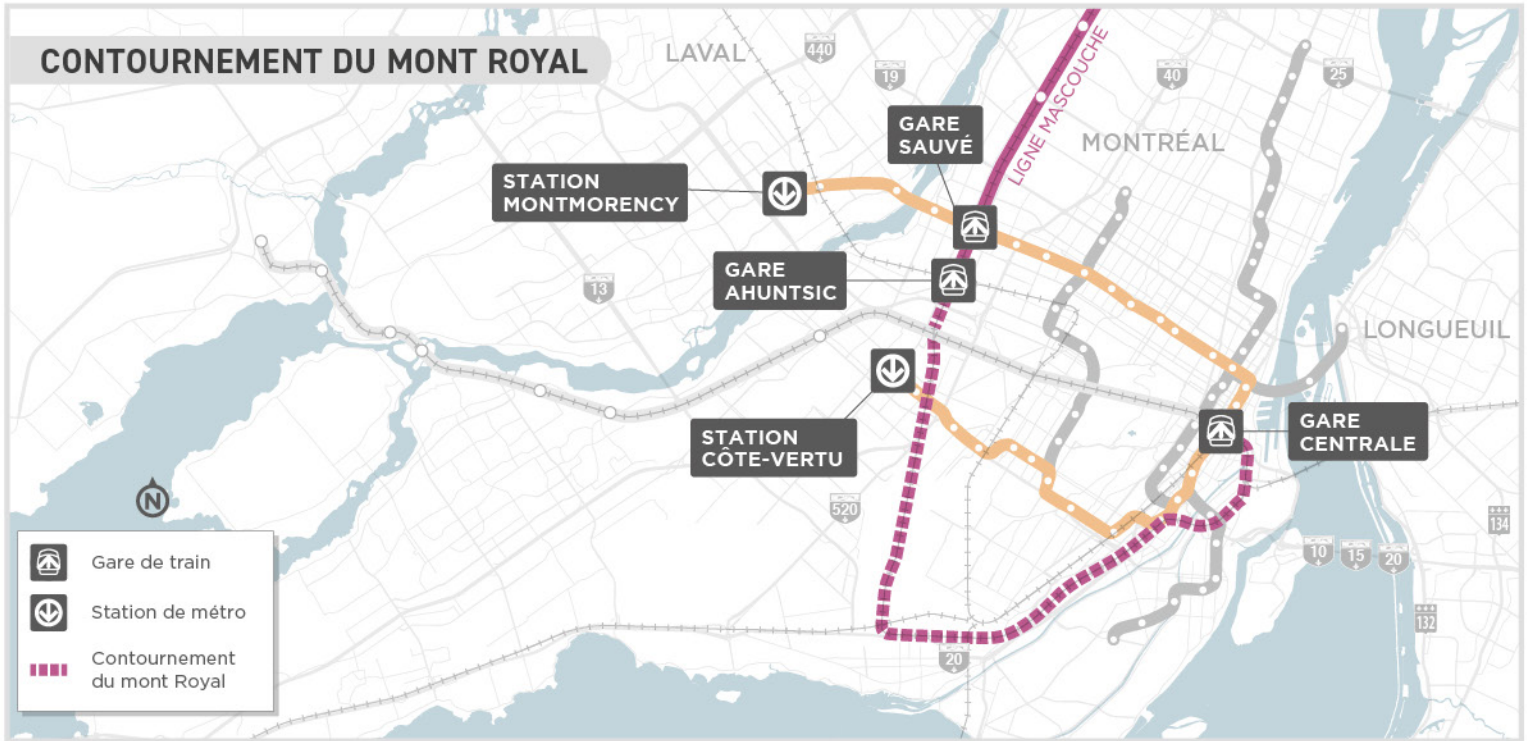 CONTOURNEMENT DU MONT ROYAL
LAVAL
440
19
40
25
LIGNE MASCOUCHE
GARE
SAUVÉ
MONTRÉAL
STATION
MONTMORENCY
GARE
AHUNTSIC
13
LONGUEUIL
STATION
CÔTE-VERTU
GARE
CENTRALE
N
520
134
10
15
20
132
20
Gare de train
Station de métro
Contournement
du mont Royal